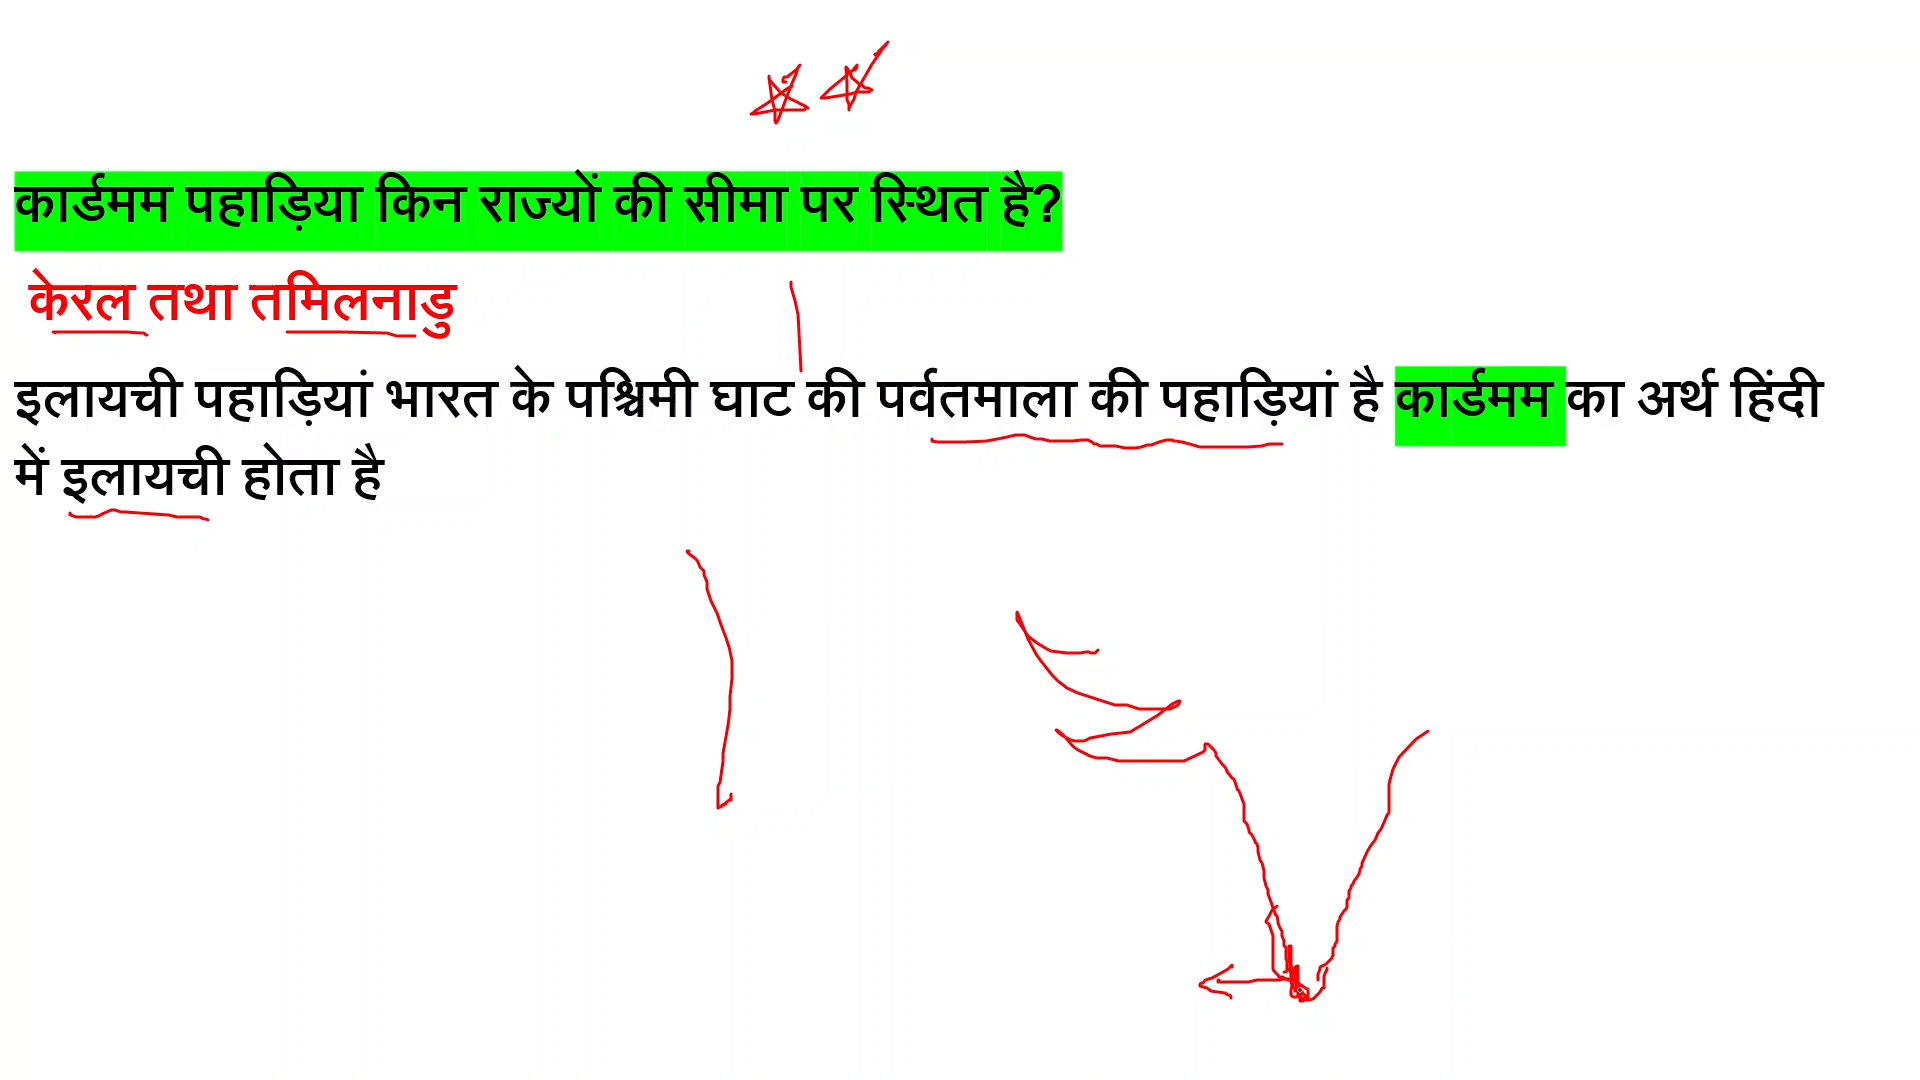 कार्डमम पहाड़िया किन राज्यों की सीमा पर स्थित है?
केरल तथा तमिलनाडु
इलायची पहाड़ियां भारत के पश्चिमी घाट की पर्वतमाला की पहाड़ियां है कार्डमम का अर्थ हिंदी
में इलायची होता है